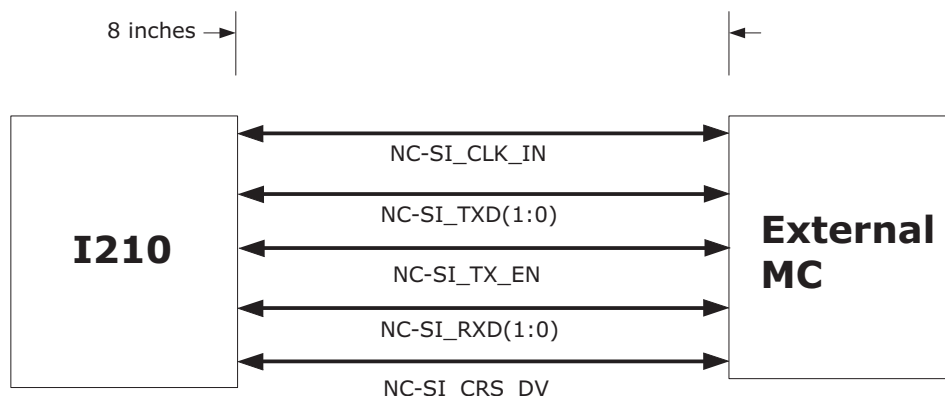 8 inches
NC-SI_CLK_IN
NC-SI_TXD(1:0)
I210
External
MC
NC-SI_TX_EN
NC-SI_RXD(1:0)
NC-SI_CRS_DV